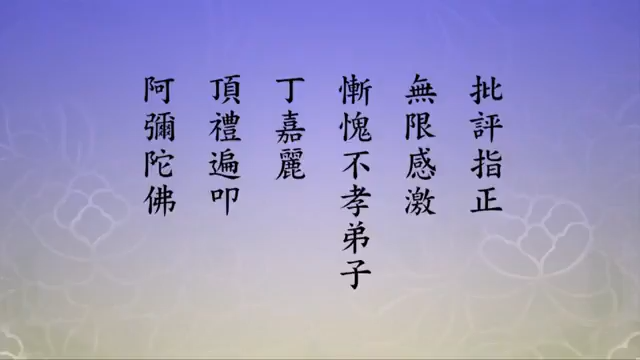 批評指正
無限感激
慚愧不孝弟子
丁嘉麗
頂禮遍叩
阿彌陀佛